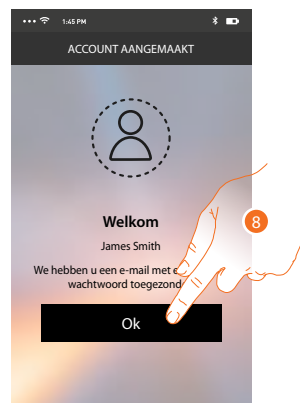 1:45 PM
ACCOUNT AANGEMAAKT
Welkom
James Smith
We hebben u een e-mail met
wachtwoord toegezond
Ok
8